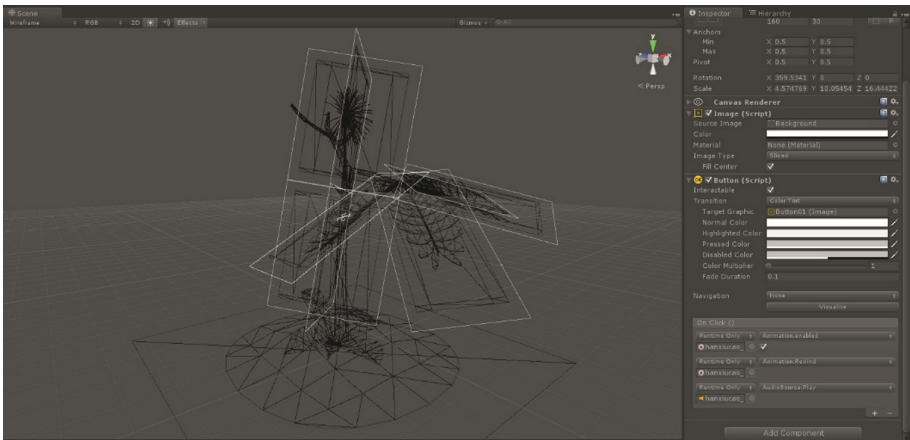 Scene
Wireframe RGB 2D Effects Gizmos
y
x
Persp
Inspector Hierarchy
160 30 R
Anchors
Min X 0.5 Y 0.5
Max X 0.5 Y 0.5
Pivot X 0.5 Y 0.5
Rotation X 359.5341 Y 0 Z 0
Scale X 4.574769 Y 10.05454 Z 16.44422
Canvas Renderer
Image (Script)
Source Image Background
Color
Material None (Material)
Image Type Sliced
Fill Center
Button (Script)
Interactable
Transition Color Tint
Target Graphic Button01 (Image)
Normal Color
Highlighted Color
Pressed Color
Disabled Color
Color Multiplier 1
Fade Duration 0.1
Navigation None
Visualize
On Click ()
Runtime Only Animation.enabled
hanxiucao_
Runtime Only Animation.Rewind
hanxiucao_
Runtime Only AudioSource.Play
hanxiucao_
+ -
Add Component